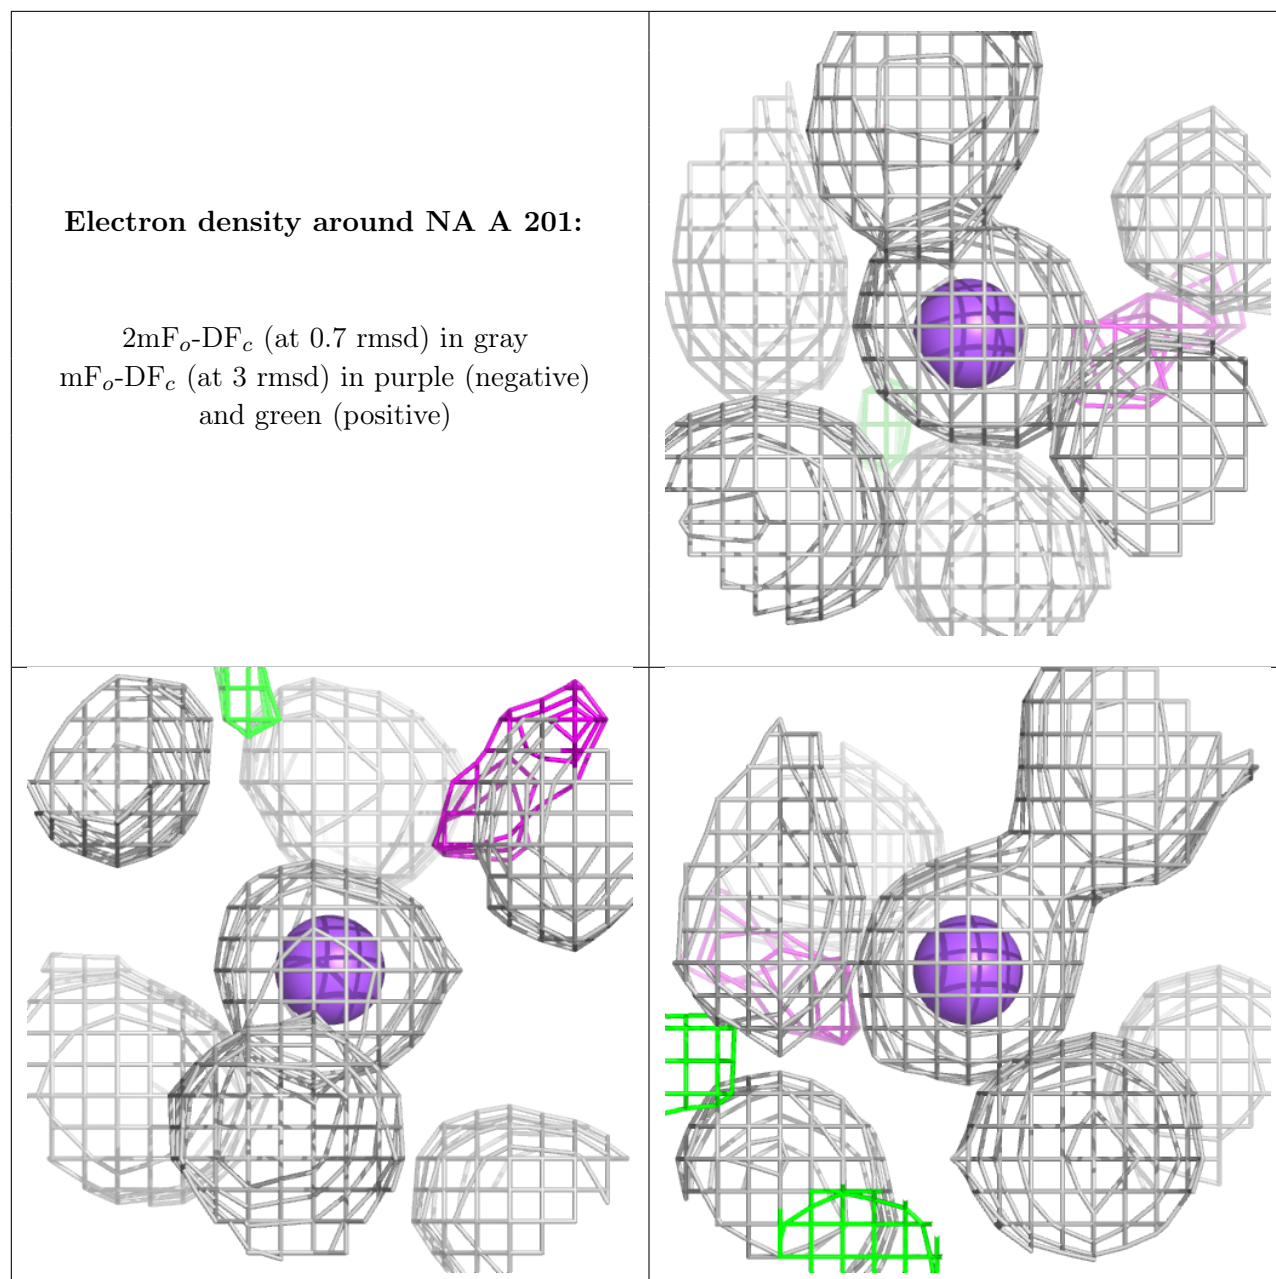 Electron density around NA A 201:
2mFₒ-DF𝑐 (at 0.7 rmsd) in gray
mFₒ-DF𝑐 (at 3 rmsd) in purple (negative)
and green (positive)